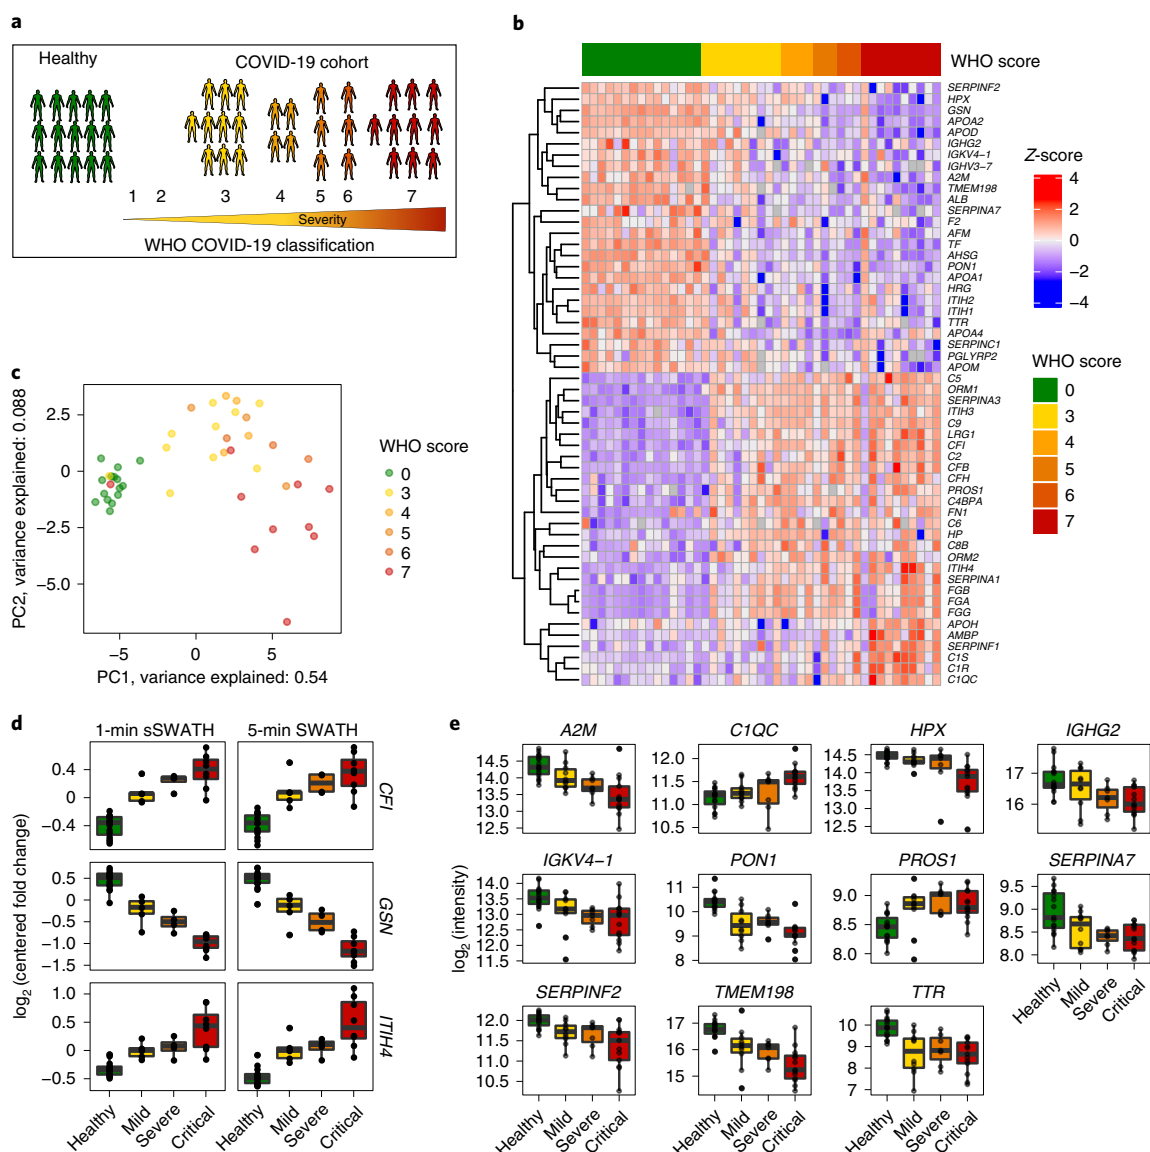 a
Healthy
COVID-19 cohort
1 2 3 4 5 6 7
Severity
WHO COVID-19 classification
b
WHO score
SERPINF2
HPX
GSN
APOA2
APOD
IGHG2
IGKV4−1
IGHV3−7
A2M
TMEM198
ALB
SERPINA7
F2
AFM
TF
AHSG
PON1
APOA1
HRG
ITIH2
ITIH1
TTR
APOA4
SERPINC1
PGLYRP2
APOM
C5
ORM1
SERPINA3
ITIH3
C9
LRG1
CFI
C2
CFB
CFH
PROS1
C4BPA
FN1
C6
HP
C8B
ORM2
ITIH4
SERPINA1
FGB
FGA
FGG
APOH
AMBP
SERPINF1
C1S
C1R
C1QC
Z-score
4
2
0
−2
−4
WHO score
0
3
4
5
6
7
c
PC2, variance explained: 0.088
2.5
0
−2.5
−5.0
−5 0 5
PC1, variance explained: 0.54
WHO score
0
3
4
5
6
7
d
1-min sSWATH 5-min SWATH
log2 (centered fold change)
0.4
0
−0.4
CFI
0.5
0
−0.5
−1.0
−1.5
GSN
1.0
0.5
0
−0.5
ITIH4
Healthy Mild Severe Critical Healthy Mild Severe Critical
e
log2 (intensity)
A2M
14.5
14.0
13.5
13.0
12.5
C1QC
12.0
11.5
11.0
10.5
HPX
14.5
14.0
13.5
13.0
12.5
IGHG2
17
16
IGKV4−1
14.0
13.5
13.0
12.5
12.0
11.5
PON1
11
10
9
8
PROS1
9.0
8.5
8.0
SERPINA7
9.5
9.0
8.5
8.0
Healthy Mild Severe Critical
SERPINF2
12.0
11.5
11.0
10.5
TMEM198
17
16
15
TTR
10
9
8
7
Healthy Mild Severe Critical Healthy Mild Severe Critical Healthy Mild Severe Critical